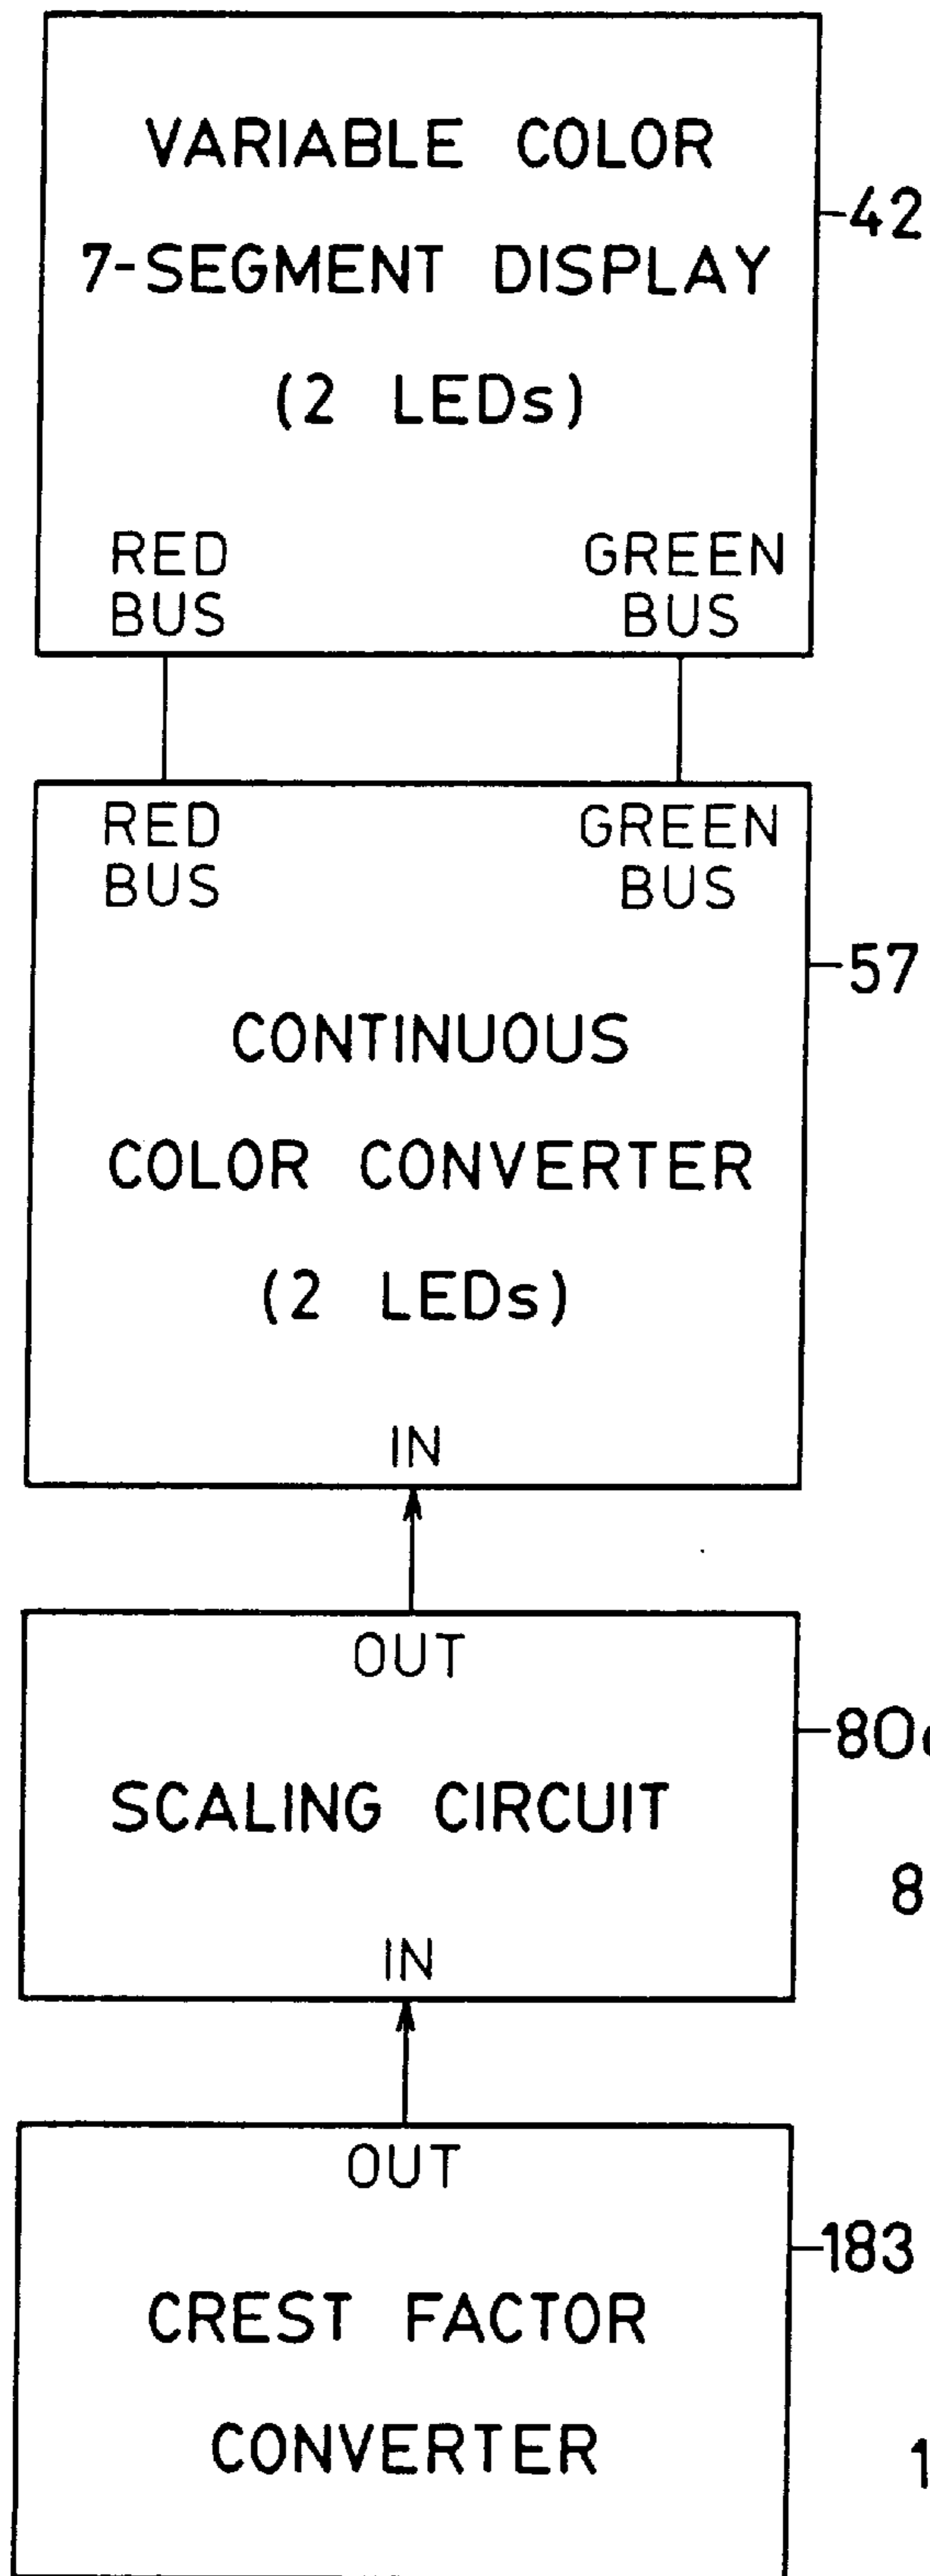 VARIABLE COLOR
7-SEGMENT DISPLAY
(2 LEDs)
42
RED BUS
GREEN BUS
RED BUS
GREEN BUS
57
CONTINUOUS
COLOR CONVERTER
(2 LEDs)
IN
OUT
80
SCALING CIRCUIT
8
IN
OUT
183
CREST FACTOR
CONVERTER
1